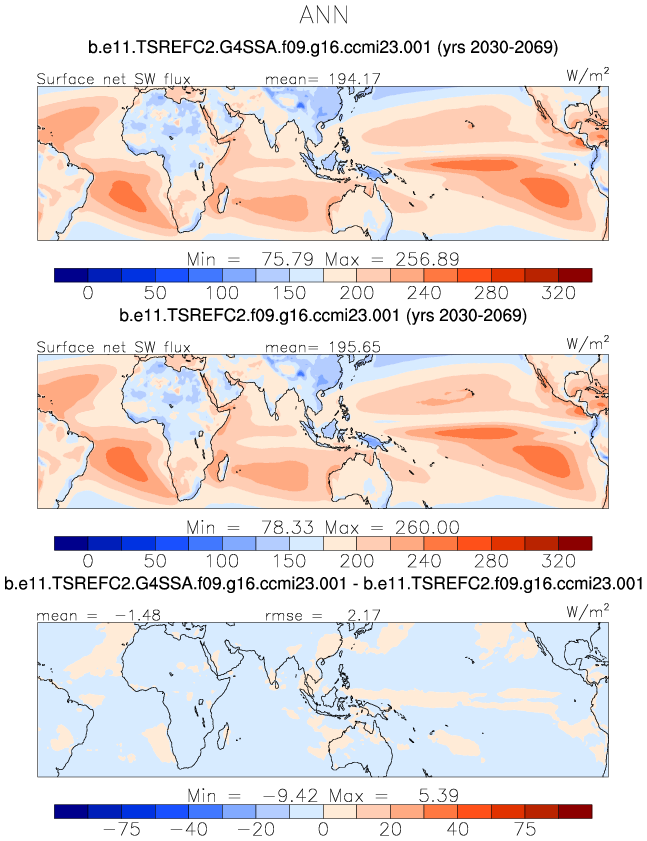 ANN
b.e11.TSREFC2.G4SSA.f09.g16.ccmi23.001 (yrs 2030-2069)
Surface net SW flux mean= 194.17 W/m²
Min = 75.79 Max = 256.89
0 50 100 150 200 240 280 320
b.e11.TSREFC2.f09.g16.ccmi23.001 (yrs 2030-2069)
Surface net SW flux mean= 195.65 W/m²
Min = 78.33 Max = 260.00
0 50 100 150 200 240 280 320
b.e11.TSREFC2.G4SSA.f09.g16.ccmi23.001 - b.e11.TSREFC2.f09.g16.ccmi23.001
mean = −1.48 rmse = 2.17 W/m²
Min = −9.42 Max = 5.39
−75 −40 −20 0 20 40 75